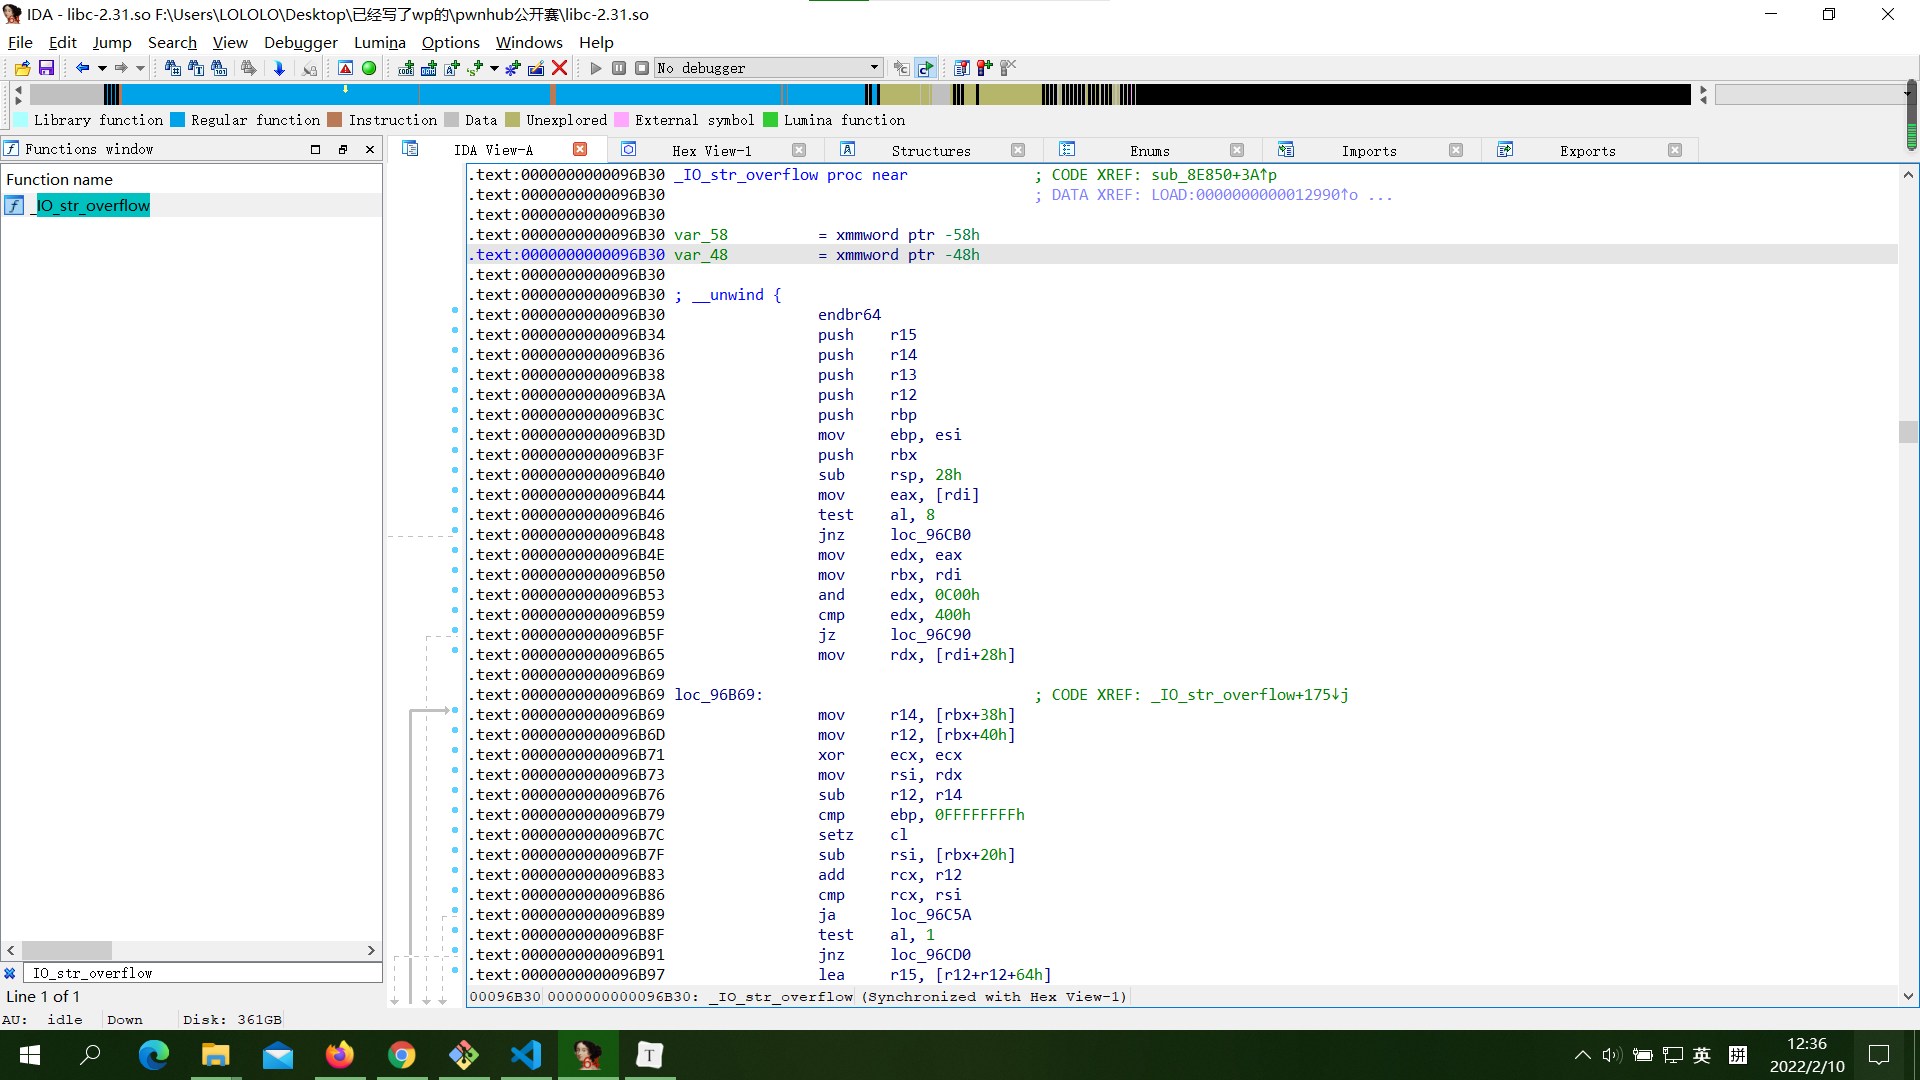 IDA - libc-2.31.so F:\Users\LOLOLO\Desktop\已经写了wp的\pwnhub公开赛\libc-2.31.so
File Edit Jump Search View Debugger Lumina Options Windows Help
No debugger
Library function Regular function Instruction Data Unexplored External symbol Lumina function
Functions window
IDA View-A Hex View-1 Structures Enums Imports Exports
Function name
f _IO_str_overflow
.text:0000000000096B30 _IO_str_overflow proc near ; CODE XREF: sub_8E850+3A↑p
.text:0000000000096B30 ; DATA XREF: LOAD:0000000000012990↑o ...
.text:0000000000096B30
.text:0000000000096B30 var_58 = xmmword ptr -58h
.text:0000000000096B30 var_48 = xmmword ptr -48h
.text:0000000000096B30
.text:0000000000096B30 ; __unwind {
.text:0000000000096B30 endbr64
.text:0000000000096B34 push r15
.text:0000000000096B36 push r14
.text:0000000000096B38 push r13
.text:0000000000096B3A push r12
.text:0000000000096B3C push rbp
.text:0000000000096B3D mov ebp, esi
.text:0000000000096B3F push rbx
.text:0000000000096B40 sub rsp, 28h
.text:0000000000096B44 mov eax, [rdi]
.text:0000000000096B46 test al, 8
.text:0000000000096B48 jnz loc_96CB0
.text:0000000000096B4E mov edx, eax
.text:0000000000096B50 mov rbx, rdi
.text:0000000000096B53 and edx, 0C00h
.text:0000000000096B59 cmp edx, 400h
.text:0000000000096B5F jz loc_96C90
.text:0000000000096B65 mov rdx, [rdi+28h]
.text:0000000000096B69
.text:0000000000096B69 loc_96B69: ; CODE XREF: _IO_str_overflow+175↓j
.text:0000000000096B69 mov r14, [rbx+38h]
.text:0000000000096B6D mov r12, [rbx+40h]
.text:0000000000096B71 xor ecx, ecx
.text:0000000000096B73 mov rsi, rdx
.text:0000000000096B76 sub r12, r14
.text:0000000000096B79 cmp ebp, 0FFFFFFFFh
.text:0000000000096B7C setz cl
.text:0000000000096B7F sub rsi, [rbx+20h]
.text:0000000000096B83 add rcx, r12
.text:0000000000096B86 cmp rcx, rsi
.text:0000000000096B89 ja loc_96C5A
.text:0000000000096B8F test al, 1
.text:0000000000096B91 jnz loc_96CD0
.text:0000000000096B97 lea r15, [r12+r12+64h]
IO_str_overflow
00096B30 0000000000096B30: _IO_str_overflow (Synchronized with Hex View-1)
Line 1 of 1
AU: idle Down Disk: 361GB
T
英 拼
12:36
2022/2/10